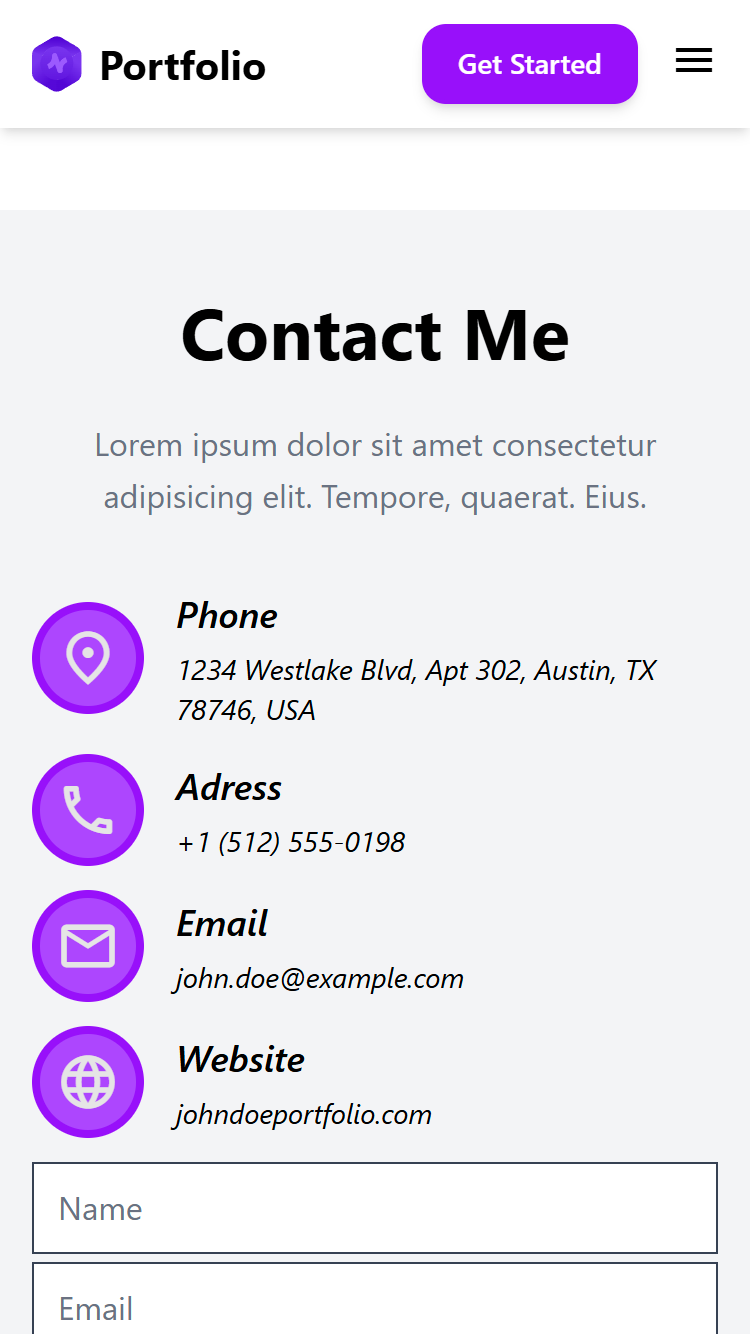 Portfolio
Get Started
Contact Me
Lorem ipsum dolor sit amet consectetur
adipisicing elit. Tempore, quaerat. Eius.
Phone
1234 Westlake Blvd, Apt 302, Austin, TX
78746, USA
Adress
+1 (512) 555-0198
Email
john.doe@example.com
Website
johndoeportfolio.com
Name
Email